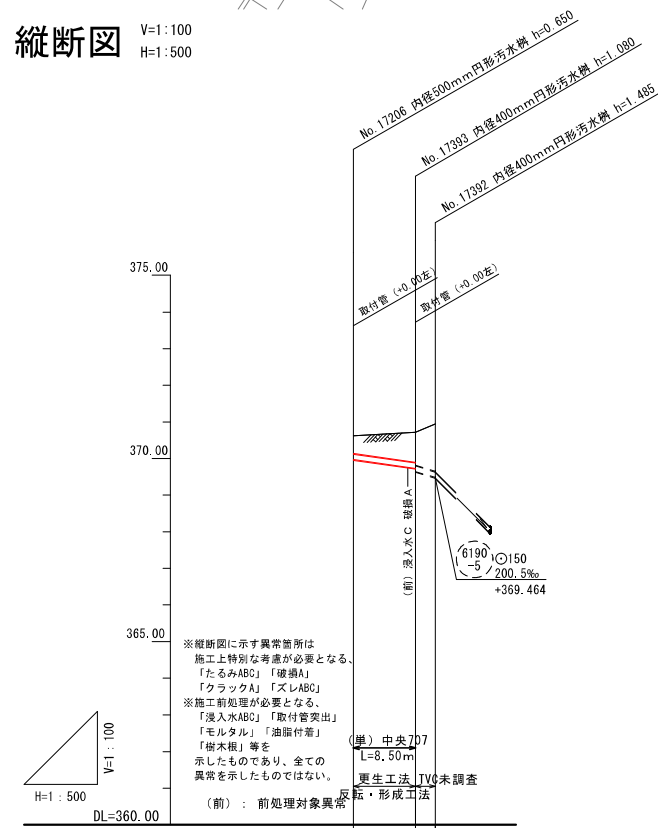 縦断図
V=1:100
H=1:500
No.17206 内径500mm円形汚水桝 h=0.650
No.17393 内径400mm円形汚水桝 h=1.080
No.17392 内径400mm円形汚水桝 h=1.485
375.00
取付管 (+0.00左)
取付管 (+0.00左)
370.00
(前) 浸入水C 破損A
6190
-5
150
200.5‰
+369.464
365.00
※縦断図に示す異常箇所は
施工上特別な考慮が必要となる、
「たるみABC」「破損A」
「クラックA」「ズレABC」
※施工前処理が必要となる、
「浸入水ABC」「取付管突出」
「モルタル」「油脂付着」
「樹木根」等を
示したものであり、全ての
異常を示したものではない。
(前) : 前処理対象異常
(単) 中央707
L=8.50m
更生工法
TVC未調査
反転・形成工法
V=1 : 100
H=1 : 500
DL=360.00